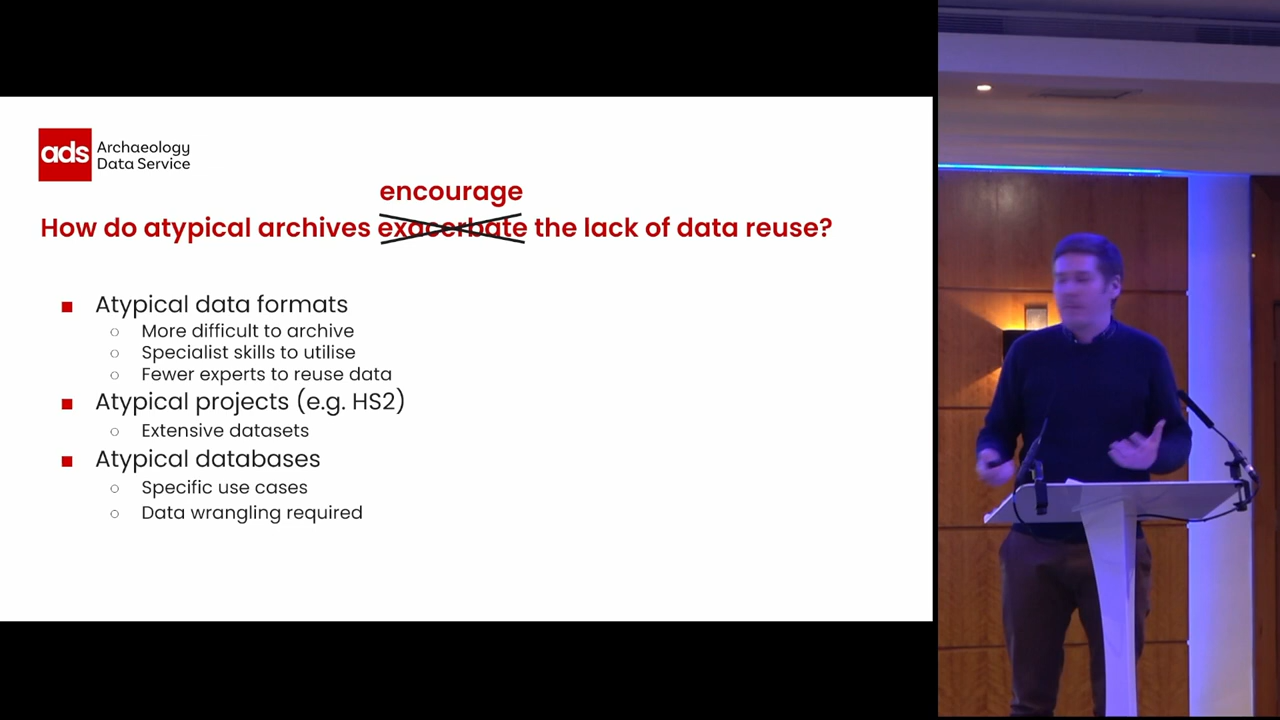 ads Archaeology
Data Service
encourage
How do atypical archives exacerbate the lack of data reuse?
Atypical data formats
More difficult to archive
Specialist skills to utilise
Fewer experts to reuse data
Atypical projects (e.g. HS2)
Extensive datasets
Atypical databases
Specific use cases
Data wrangling required